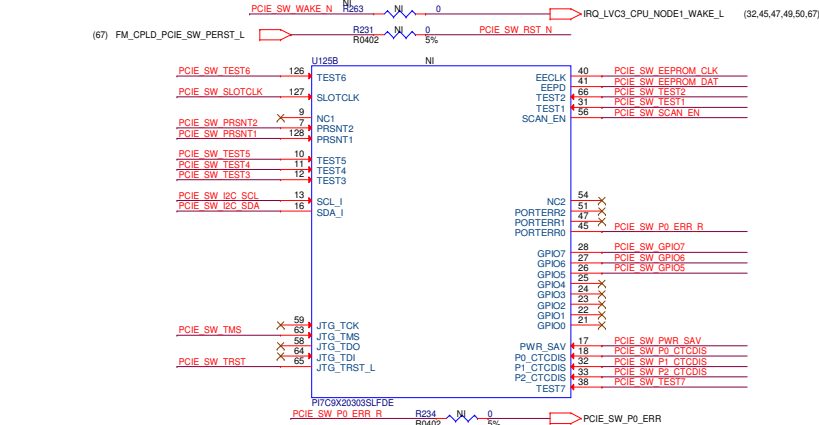 NI
PCIE_SW_WAKE_N R263 NI 0 IRQ_LVC3_CPU_NODE1_WAKE_L (32,45,47,49,50,67)
(67) FM_CPLD_PCIE_SW_PERST_L R231 NI 0 PCIE_SW_RST_N
R0402 5%
U125B NI
PCIE_SW_TEST6 126 TEST6
PCIE_SW_SLOTCLK 127 SLOTCLK
9 NC1
PCIE_SW_PRSNT2 7 PRSNT2
PCIE_SW_PRSNT1 128 PRSNT1
PCIE_SW_TEST5 10 TEST5
PCIE_SW_TEST4 11 TEST4
PCIE_SW_TEST3 12 TEST3
PCIE_SW_I2C_SCL 13 SCL_I
PCIE_SW_I2C_SDA 16 SDA_I
59 JTG_TCK
PCIE_SW_TMS 63 JTG_TMS
58 JTG_TDO
64 JTG_TDI
PCIE_SW_TRST 65 JTG_TRST_L
EECLK 40 PCIE_SW_EEPROM_CLK
EEPD 41 PCIE_SW_EEPROM_DAT
TEST2 66 PCIE_SW_TEST2
TEST1 31 PCIE_SW_TEST1
SCAN_EN 56 PCIE_SW_SCAN_EN
NC2 54
PORTERR2 51
PORTERR1 47
PORTERR0 45 PCIE_SW_P0_ERR_R
GPIO7 28 PCIE_SW_GPIO7
GPIO6 27 PCIE_SW_GPIO6
GPIO5 26 PCIE_SW_GPIO5
GPIO4 25
GPIO3 24
GPIO2 23
GPIO1 22
GPIO0 21
PWR_SAV 17 PCIE_SW_PWR_SAV
P0_CTCDIS 18 PCIE_SW_P0_CTCDIS
P1_CTCDIS 32 PCIE_SW_P1_CTCDIS
P2_CTCDIS 33 PCIE_SW_P2_CTCDIS
TEST7 38 PCIE_SW_TEST7
PI7C9X20303SLFDE
PCIE_SW_P0_ERR_R R234 NI 0 PCIE_SW_P0_ERR
R0402 5%